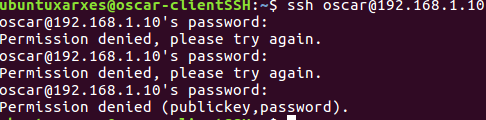 ubuntuxarxes@oscar-clientSSH:~$ ssh oscar@192.168.1.10
oscar@192.168.1.10's password:
Permission denied, please try again.
oscar@192.168.1.10's password:
Permission denied, please try again.
oscar@192.168.1.10's password:
Permission denied (publickey,password).